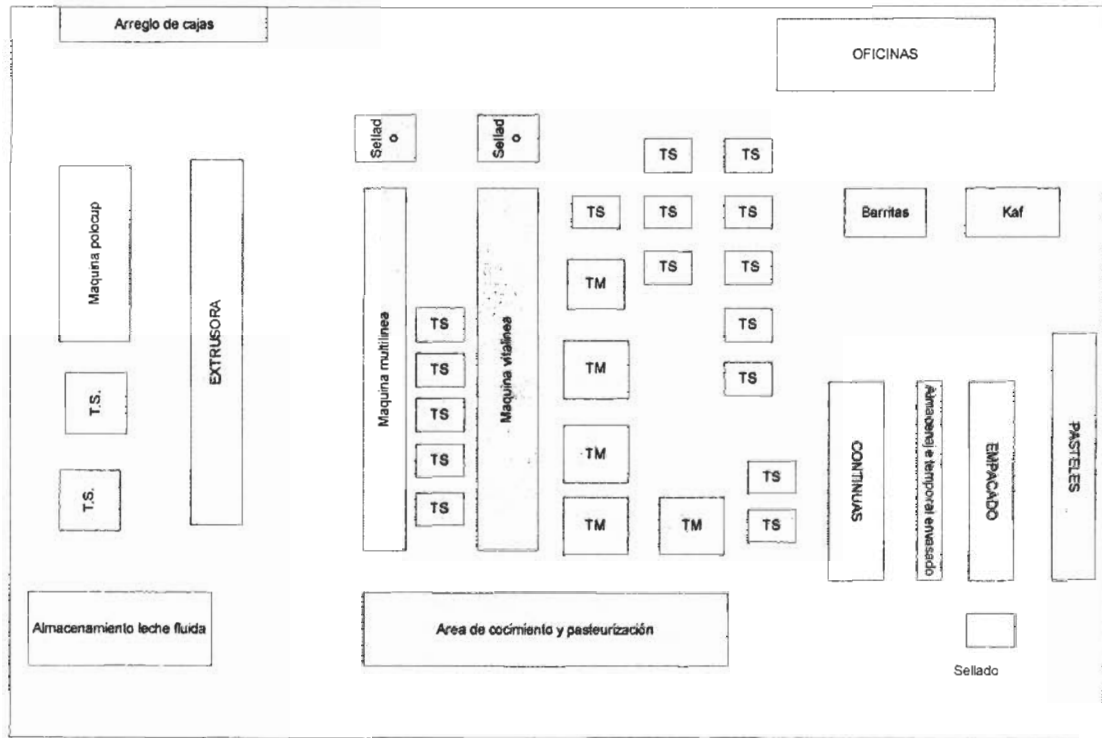 Arreglo de cajas
OFICINAS
Sellad
o
Sellad
o
TS
TS
Maquina polocup
EXTRUSORA
Maquina multilinea
Maquina vitalinea
TS
TS
TS
Barritas
Kaf
TM
TS
TS
TS
TS
TM
TS
TS
T.S.
TS
TM
TS
T.S.
TS
TM
TM
TS
TS
CONTINUAS
Almacenaje temporal envasado
EMPACADO
PASTELES
Almacenamiento leche fluida
Area de cocimiento y pasteurización
Sellado